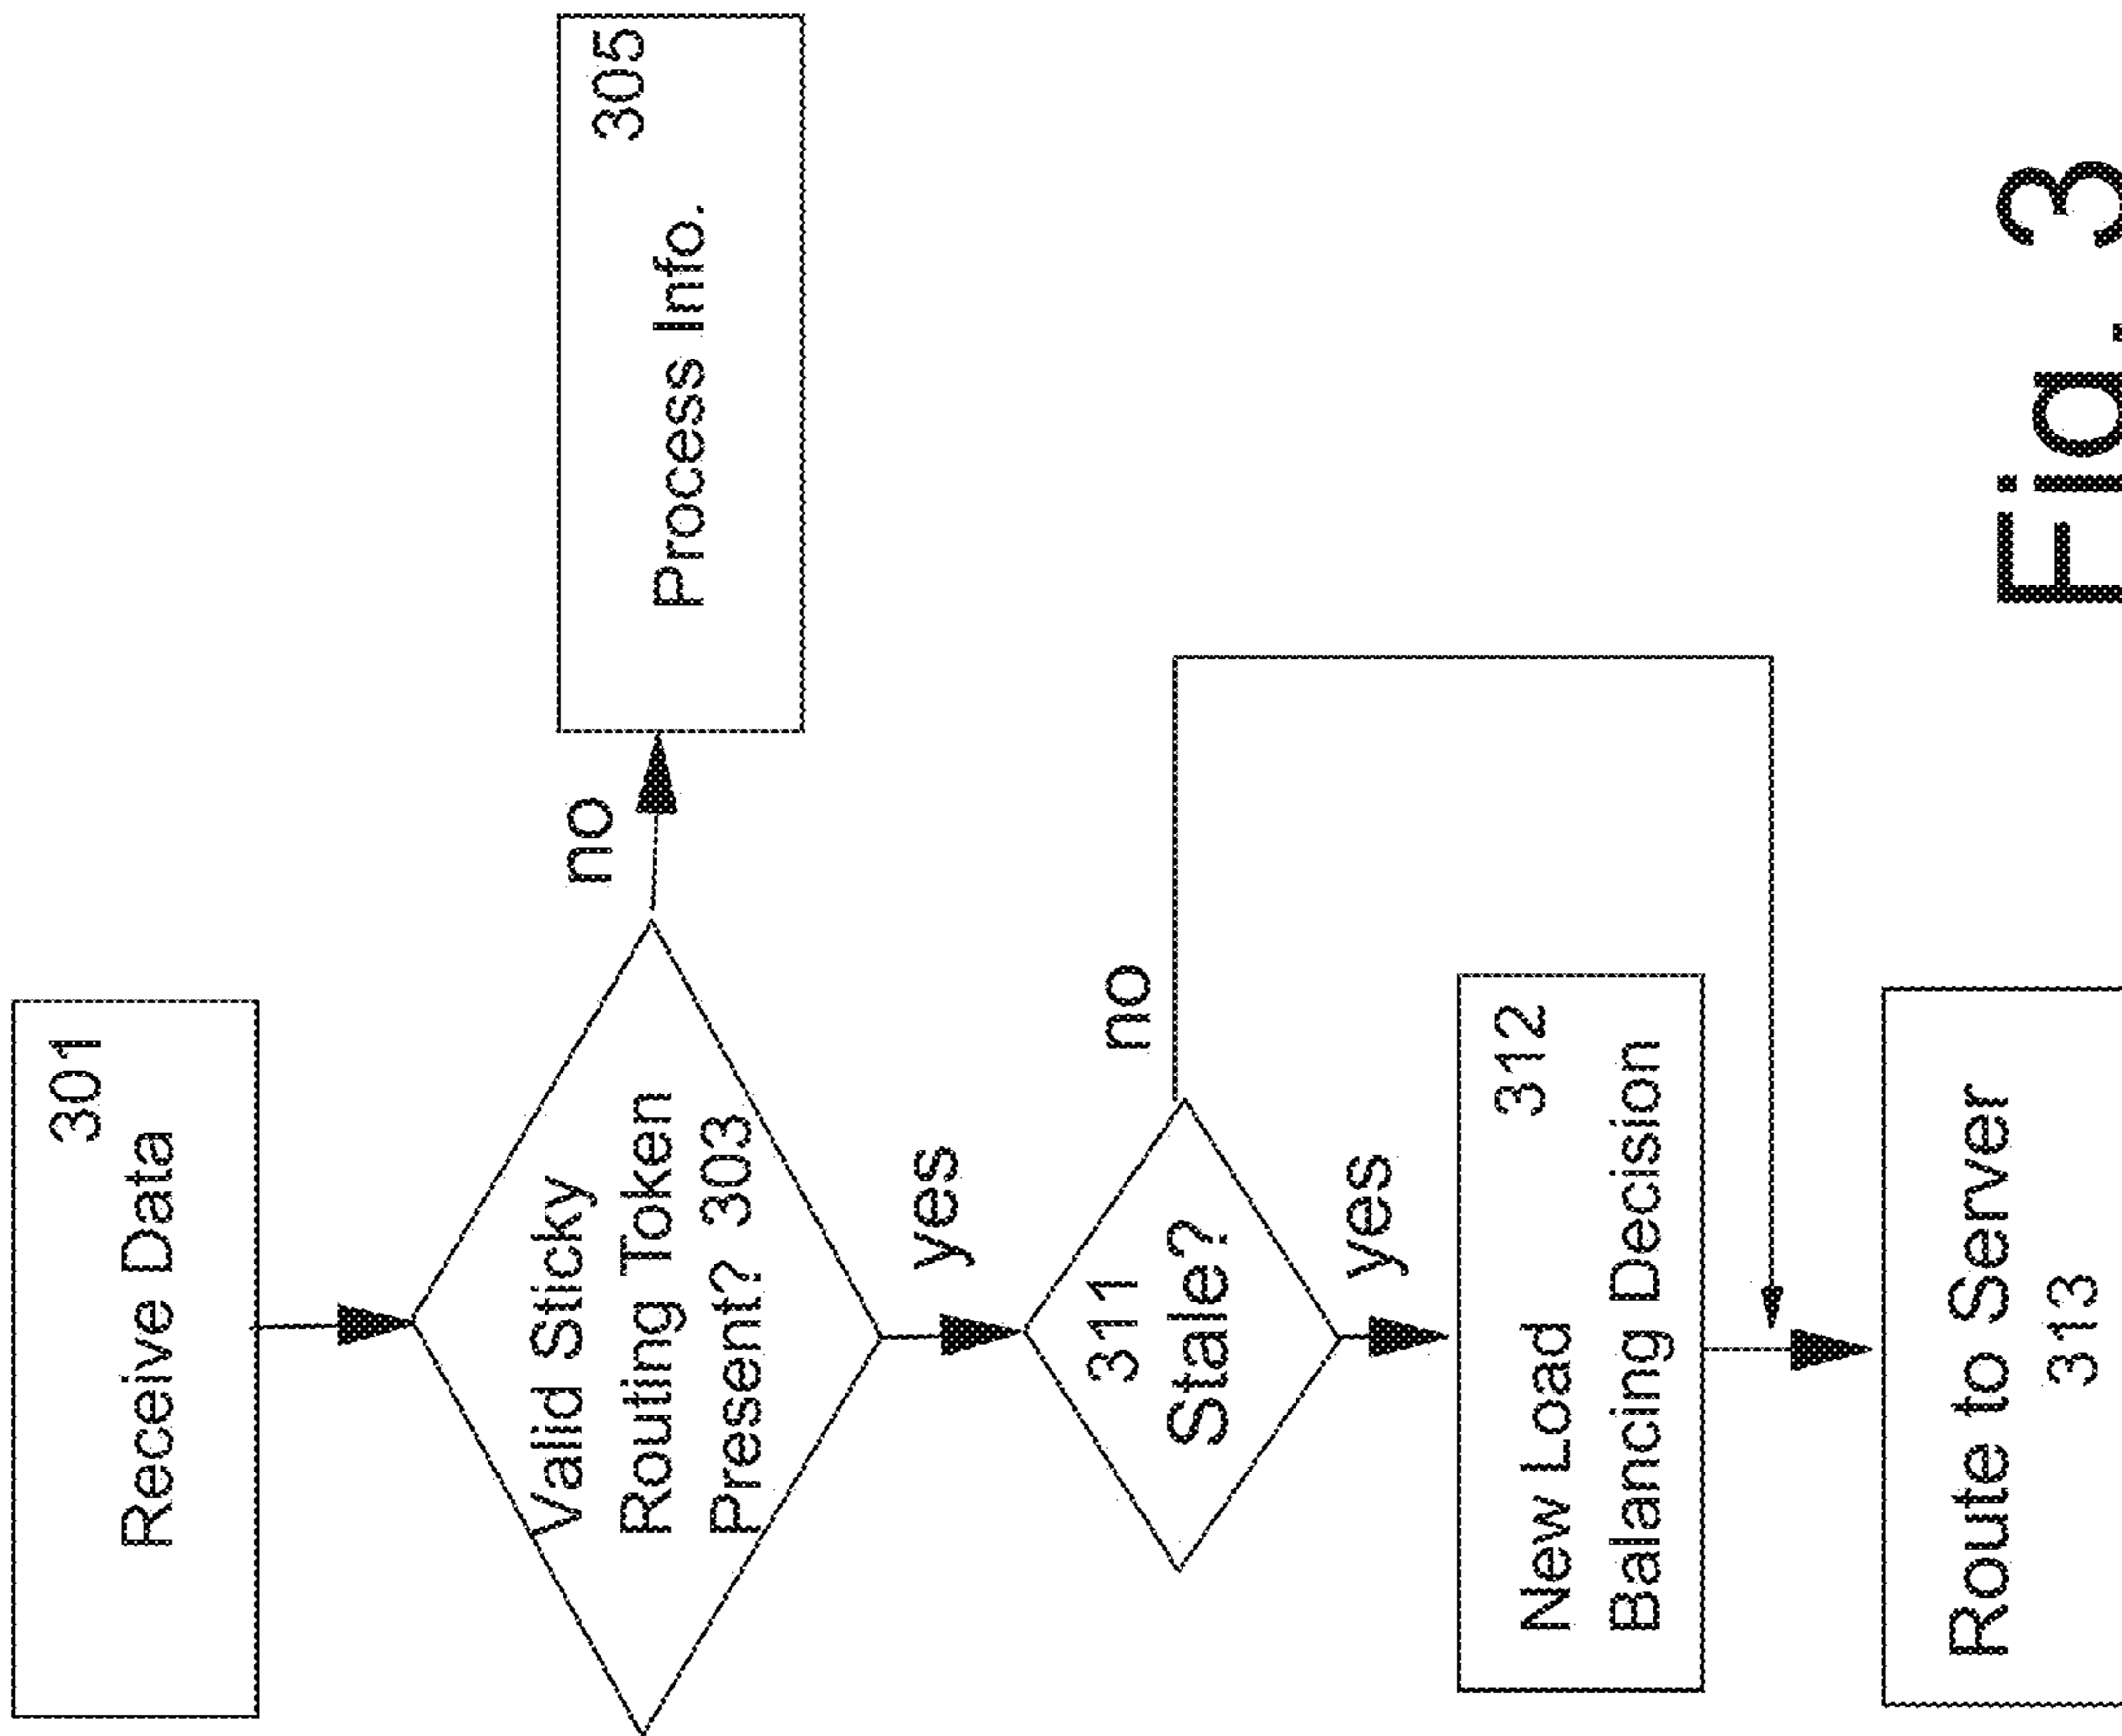 301
Receive Data
Valid Sticky
Routing Token
Present? 303
no
305
Process Info.
yes
311
Stale?
no
yes
312
New Load
Balancing Decision
Route to Server
313
Fig. 3